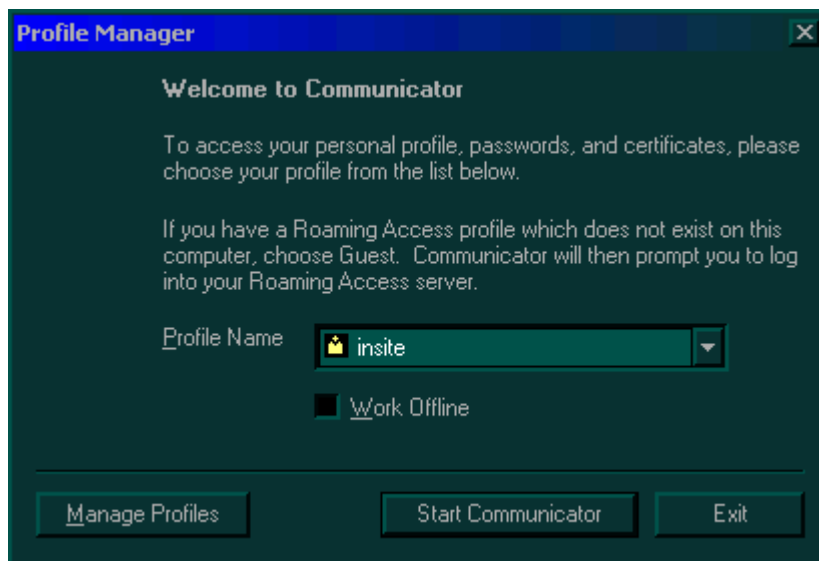 Profile Manager
Welcome to Communicator
To access your personal profile, passwords, and certificates, please
choose your profile from the list below.
If you have a Roaming Access profile which does not exist on this
computer, choose Guest.  Communicator will then prompt you to log
into your Roaming Access server.
Profile Name
insite
Work Offline
Manage Profiles
Start Communicator
Exit